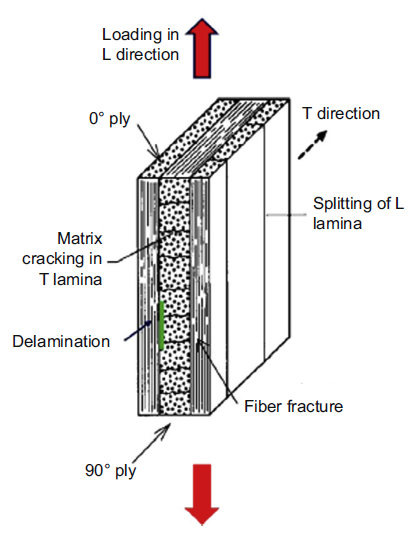 Loading in
L direction
0° ply
T direction
Splitting of L
lamina
Matrix
cracking in
T lamina
Delamination
Fiber fracture
90° ply